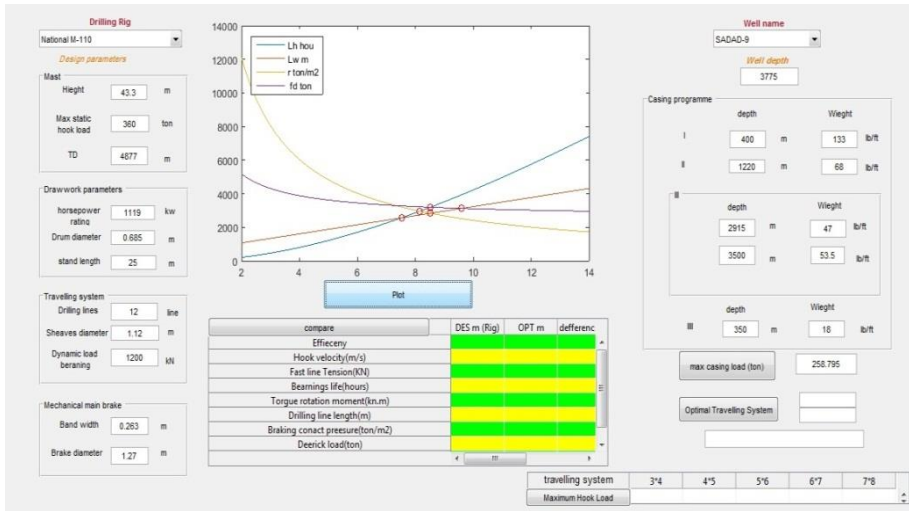 Drilling Rig
National M-110
Design parameters
Mast
Hieght 43.3 m
Max static hook load 360 ton
TD 4877 m
Drawwork parameters
horsepower rating 1119 kw
Drum diameter 0.685 m
stand length 25 m
Travelling system
Drilling lines 12 line
Sheaves diameter 1.12 m
Dynamic load beraning 1200 kN
Mechanical main brake
Band width 0.263 m
Brake diameter 1.27 m
14000
12000
10000
8000
6000
4000
2000
0
2 4 6 8 10 12 14
Lh hou
Lw m
r ton/m2
fd ton
Plot
compare DES m (Rig) OPT m defferenc
Effieceny
Hook velocity(m/s)
Fast line Tension(KN)
Bearnings life(hours)
Torgue rotation moment(kn.m)
Drilling line length(m)
Braking conact preesure(ton/m2)
Deerick load(ton)
Well name
SADAD-9
Well depth
3775
Casing programme
depth Wieght
I 400 m 133 lb/ft
II 1220 m 68 lb/ft
III
depth Wieght
2915 m 47 lb/ft
3500 m 53.5 lb/ft
depth Wieght
III 350 m 18 lb/ft
max casing load (ton) 258.795
Optimal Travelling System
travelling system 3*4 4*5 5*6 6*7 7*8
Maximum Hook Load